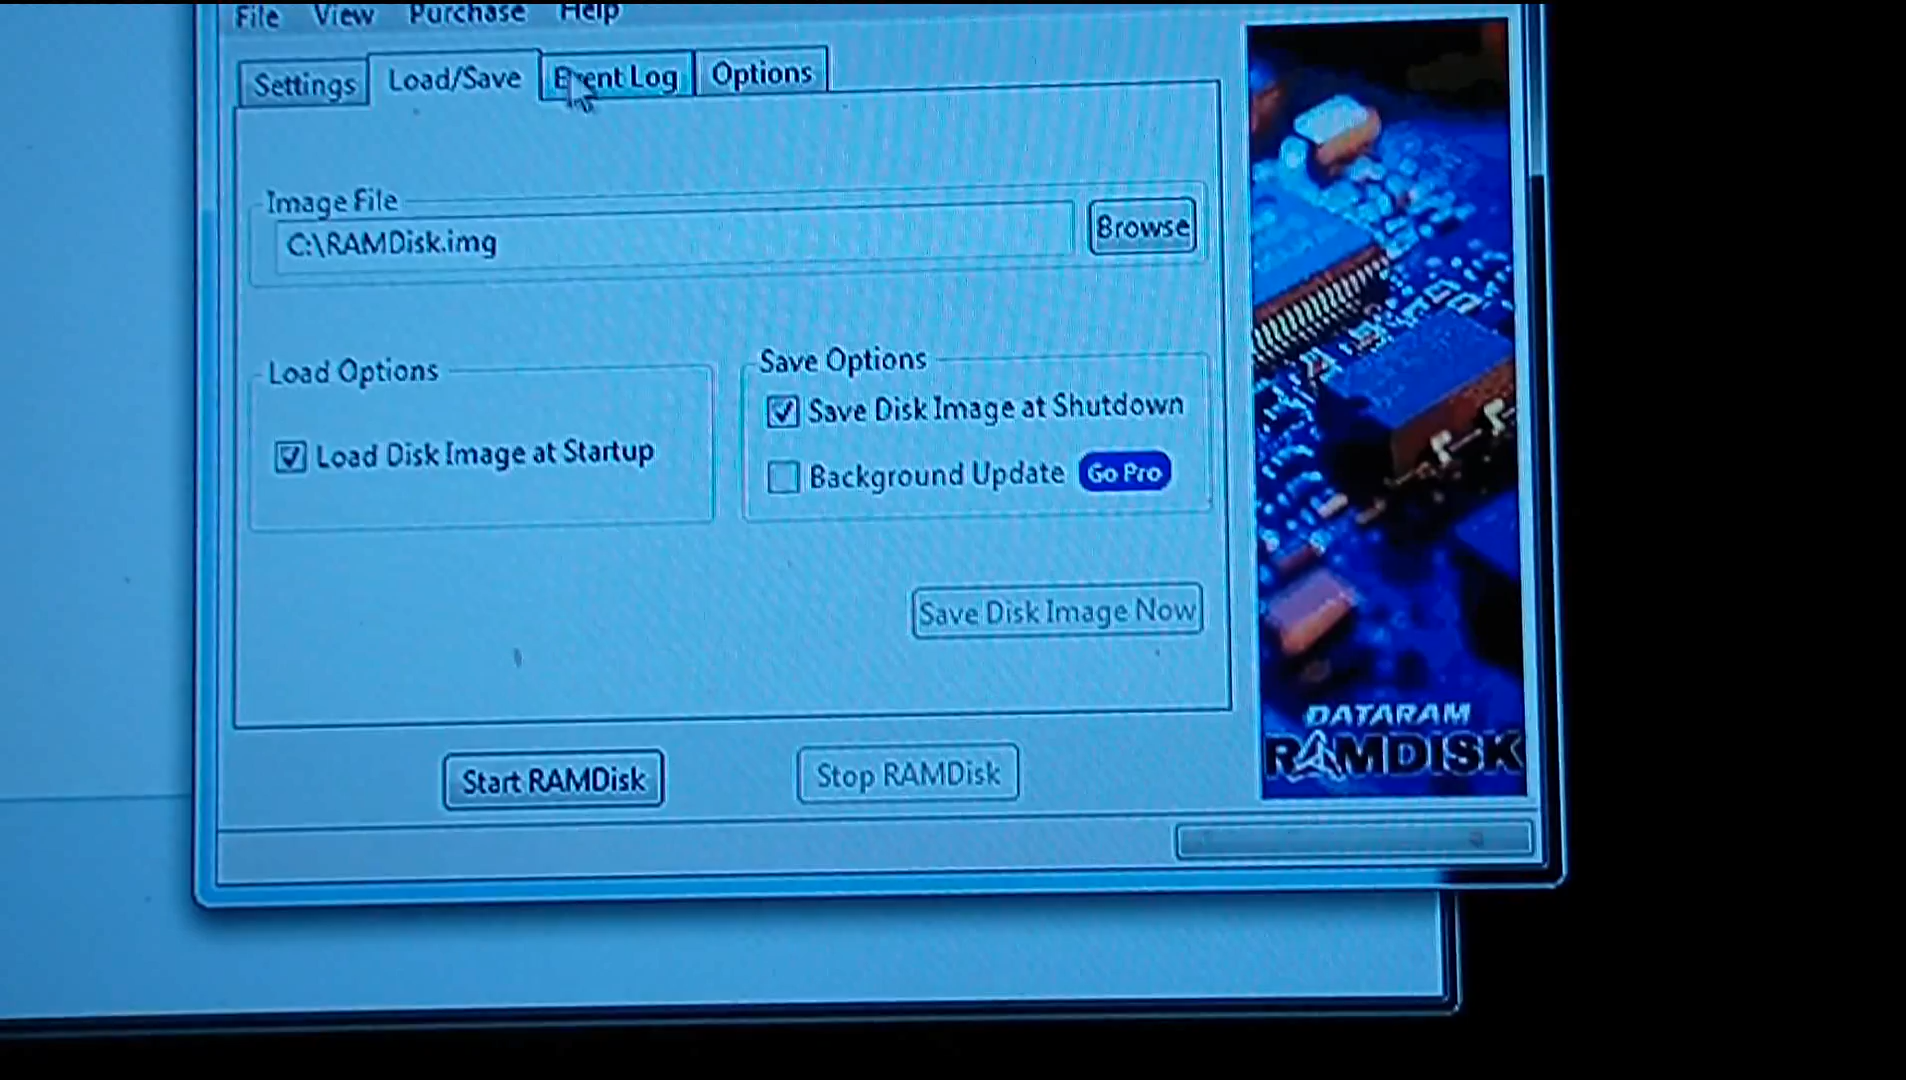 File View Purchase Help
Settings Load/Save Event Log Options
Image File
C:\RAMDisk.img
Browse
Load Options
Load Disk Image at Startup
Save Options
Save Disk Image at Shutdown
Background Update Go Pro
Save Disk Image Now
Start RAMDisk Stop RAMDisk
DATARAM
RAMDISK